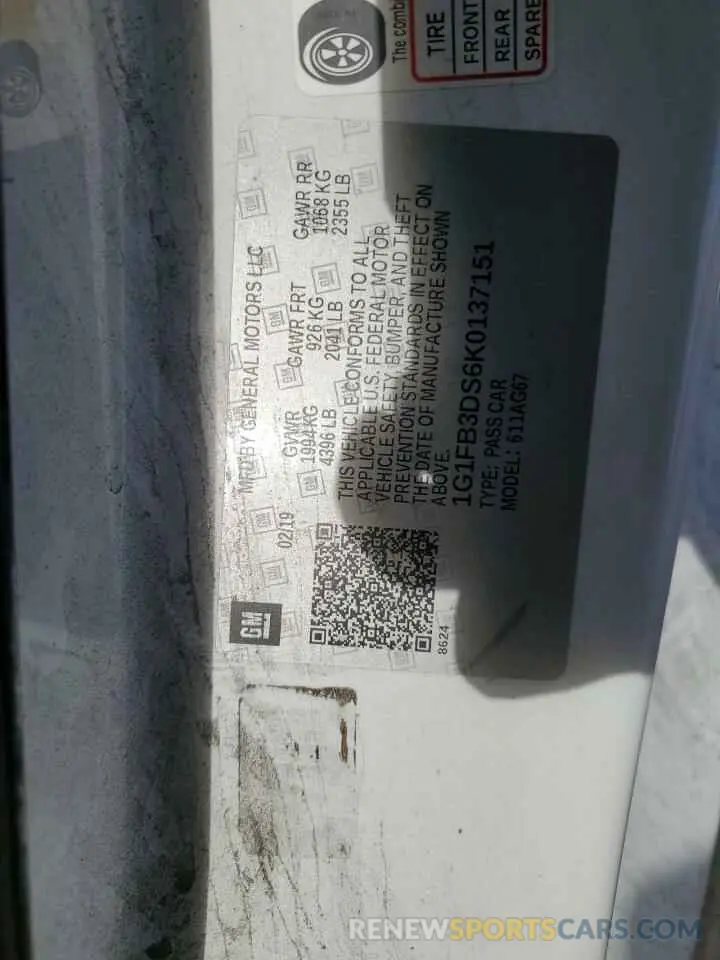 The combi
TIRE
FRONT
REAR
SPARE
MFD BY GENERAL MOTORS LLC
02/19
GVWR GAWR FRT GAWR RR
1994 KG 926 KG 1068 KG
4396 LB 2041 LB 2355 LB
THIS VEHICLE CONFORMS TO ALL
APPLICABLE U.S. FEDERAL MOTOR
VEHICLE SAFETY, BUMPER, AND THEFT
PREVENTION STANDARDS IN EFFECT ON
THE DATE OF MANUFACTURE SHOWN
ABOVE.
1G1FB3DS6K0137151
TYPE: PASS CAR
MODEL: 611AG67
GM
8624
RENEWSPORTSCARS.COM